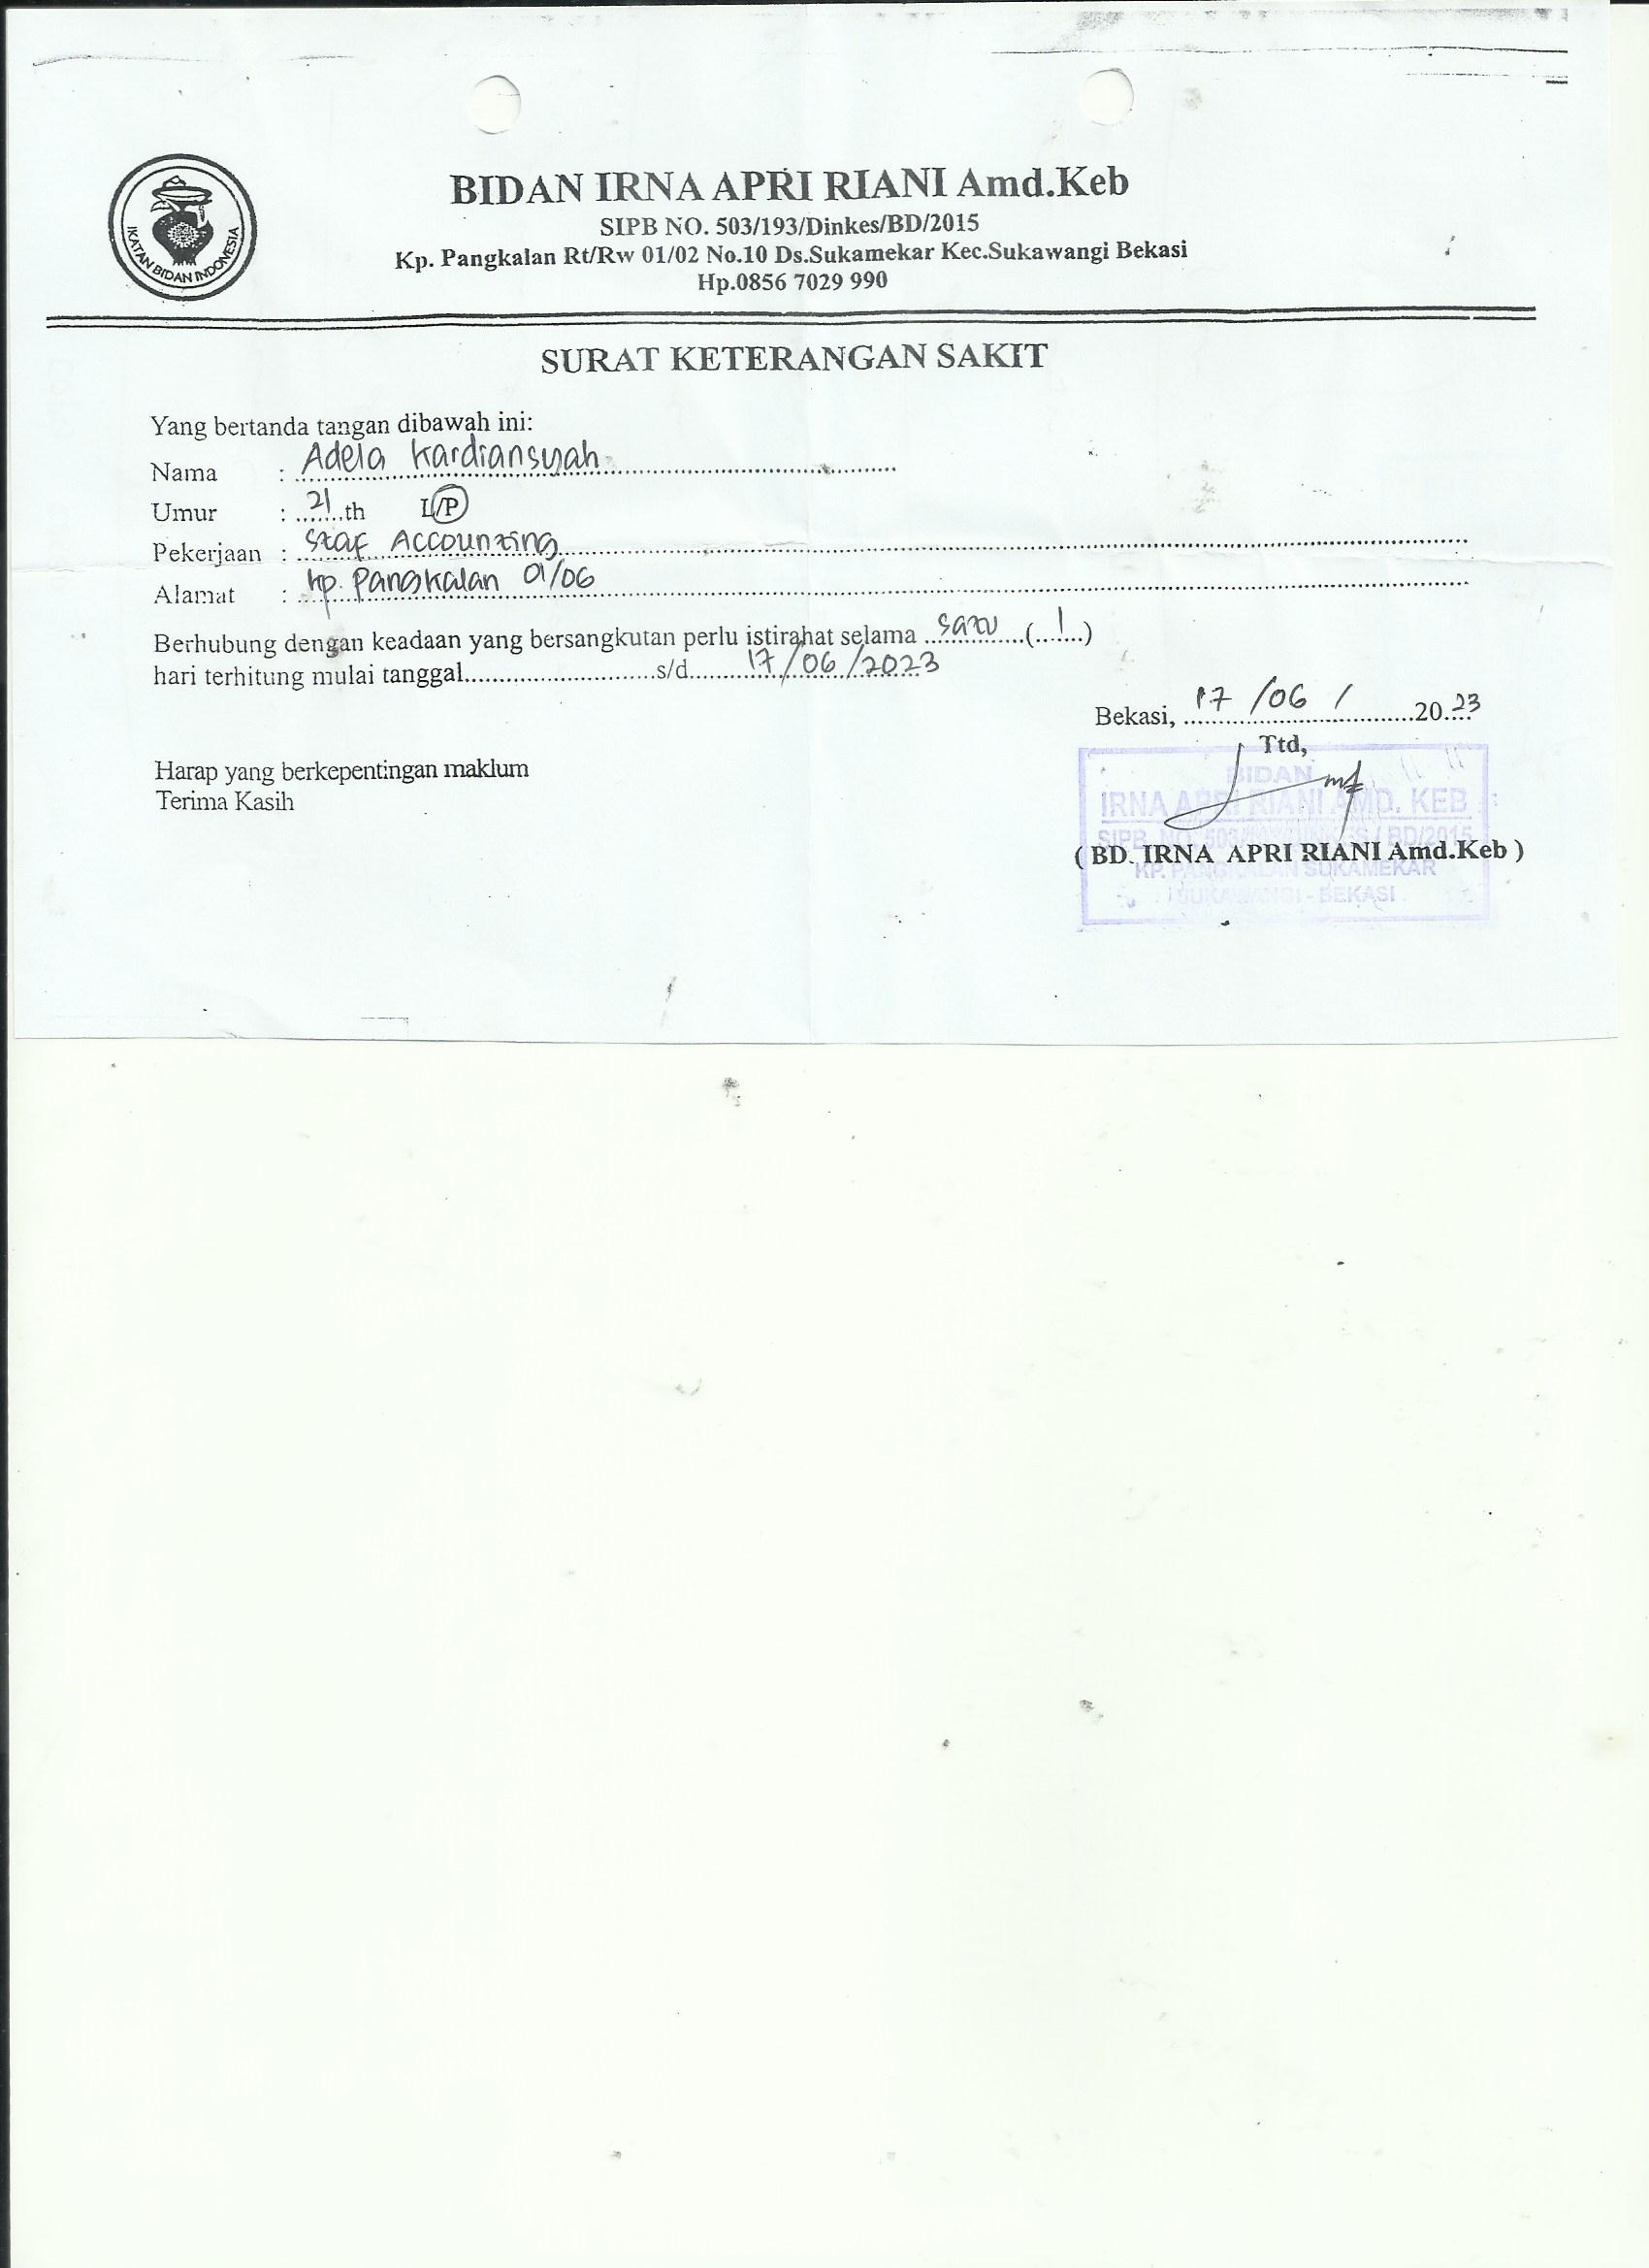 IKATAN BIDAN INDONESIA
BIDAN IRNA APRI RIANI Amd.Keb
SIPB NO. 503/193/Dinkes/BD/2015
Kp. Pangkalan Rt/Rw 01/02 No.10 Ds.Sukamekar Kec.Sukawangi Bekasi
Hp.0856 7029 990
SURAT KETERANGAN SAKIT
Yang bertanda tangan dibawah ini:
Nama : Adela Kardiansyah
Umur : 21 th L/P
Pekerjaan : Staf Accounting
Alamat : kp. Pangkalan 01/06
Berhubung dengan keadaan yang bersangkutan perlu istirahat selama satu (1)
hari terhitung mulai tanggal..........................s/d 17/06/2023
Bekasi, 17/06/ 2023
Ttd,
Harap yang berkepentingan maklum
Terima Kasih
BIDAN
IRNA APRI RIANI AMD. KEB
SIPB. NO. 503/ BD/2015
( BD. IRNA APRI RIANI Amd.Keb )
KP. PANGKALAN SUKAMEKAR
SUKAWANGI - BEKASI